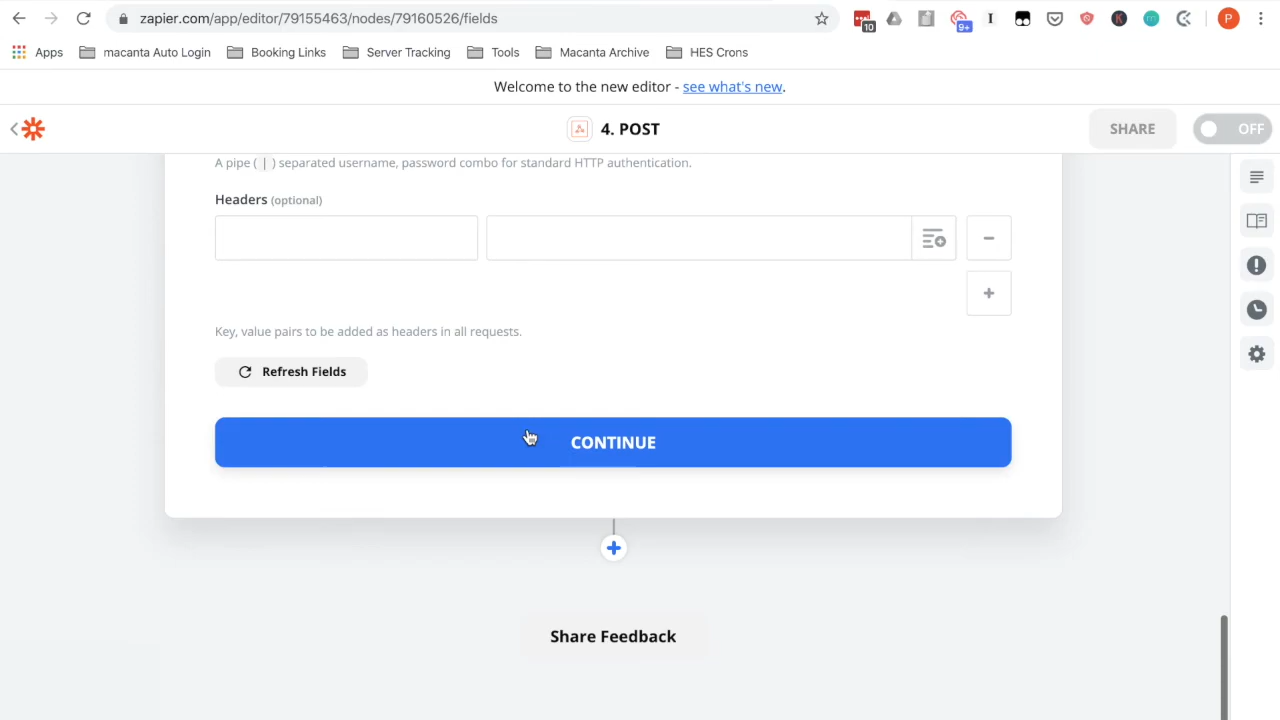 zapier.com/app/editor/79155463/nodes/79160526/fields
10
9+
I
K
m
P
Apps
macanta Auto Login
Booking Links
Server Tracking
Tools
Macanta Archive
HES Crons
Welcome to the new editor - see what's new.
4. POST
SHARE
OFF
A pipe ( | ) separated username, password combo for standard HTTP authentication.
Headers (optional)
Key, value pairs to be added as headers in all requests.
Refresh Fields
CONTINUE
Share Feedback